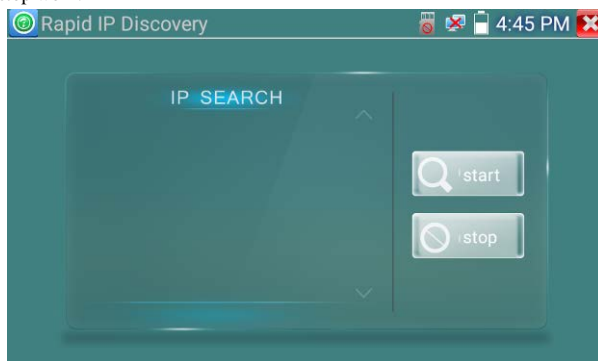 Rapid IP Discovery
4:45 PM
IP SEARCH
start
stop